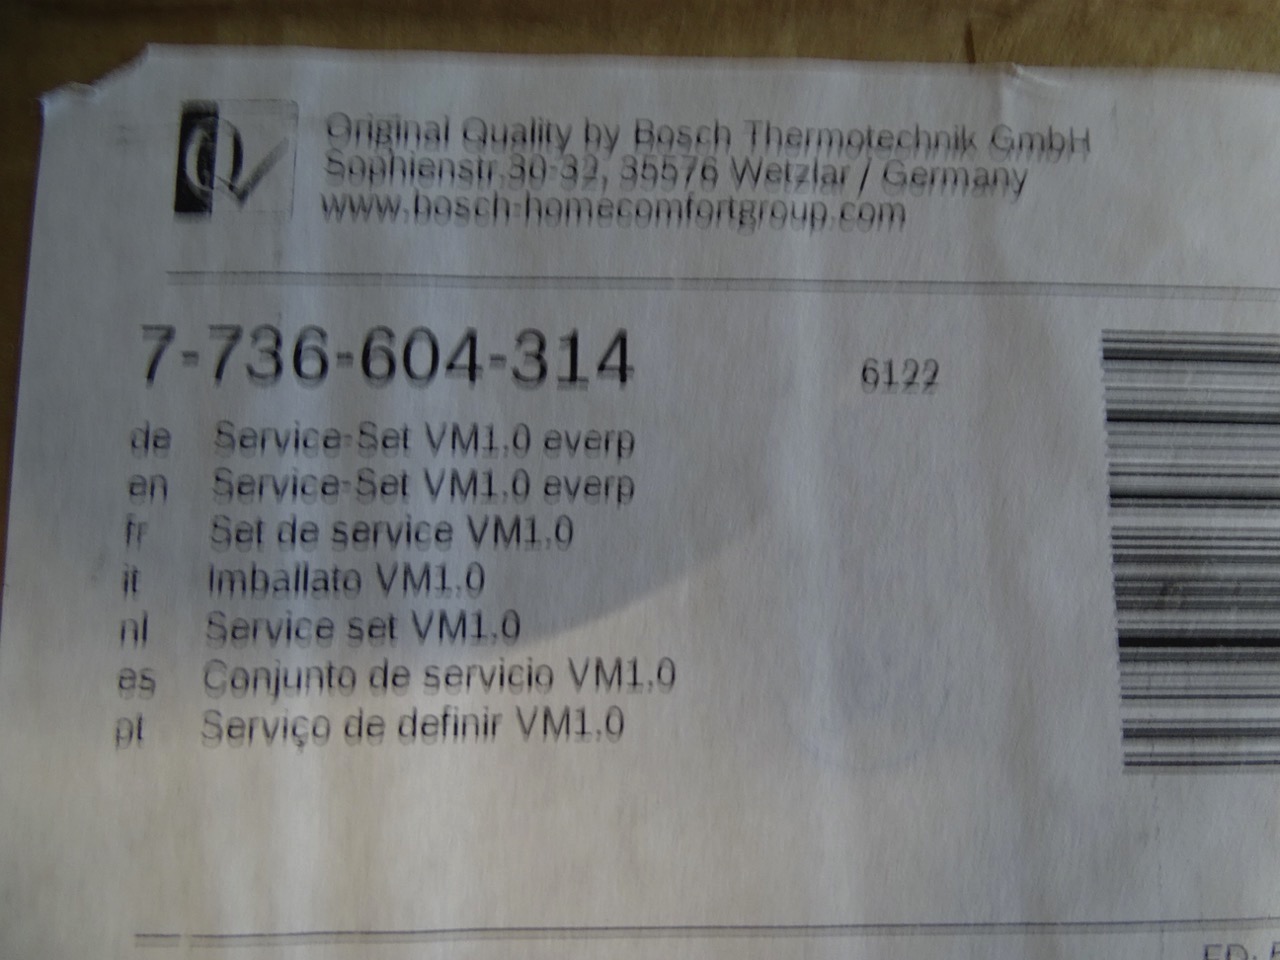 Original Quality by Bosch Thermotechnik GmbH
Sophienstr.30-32, 35576 Wetzlar / Germany
www.bosch-homecomfortgroup.com
7-736-604-314
6122
de Service-Set VM1.0 everp
en Service-Set VM1.0 everp
fr Set de service VM1.0
it Imballato VM1.0
nl Service set VM1.0
es Conjunto de servicio VM1.0
pt Serviço de definir VM1.0